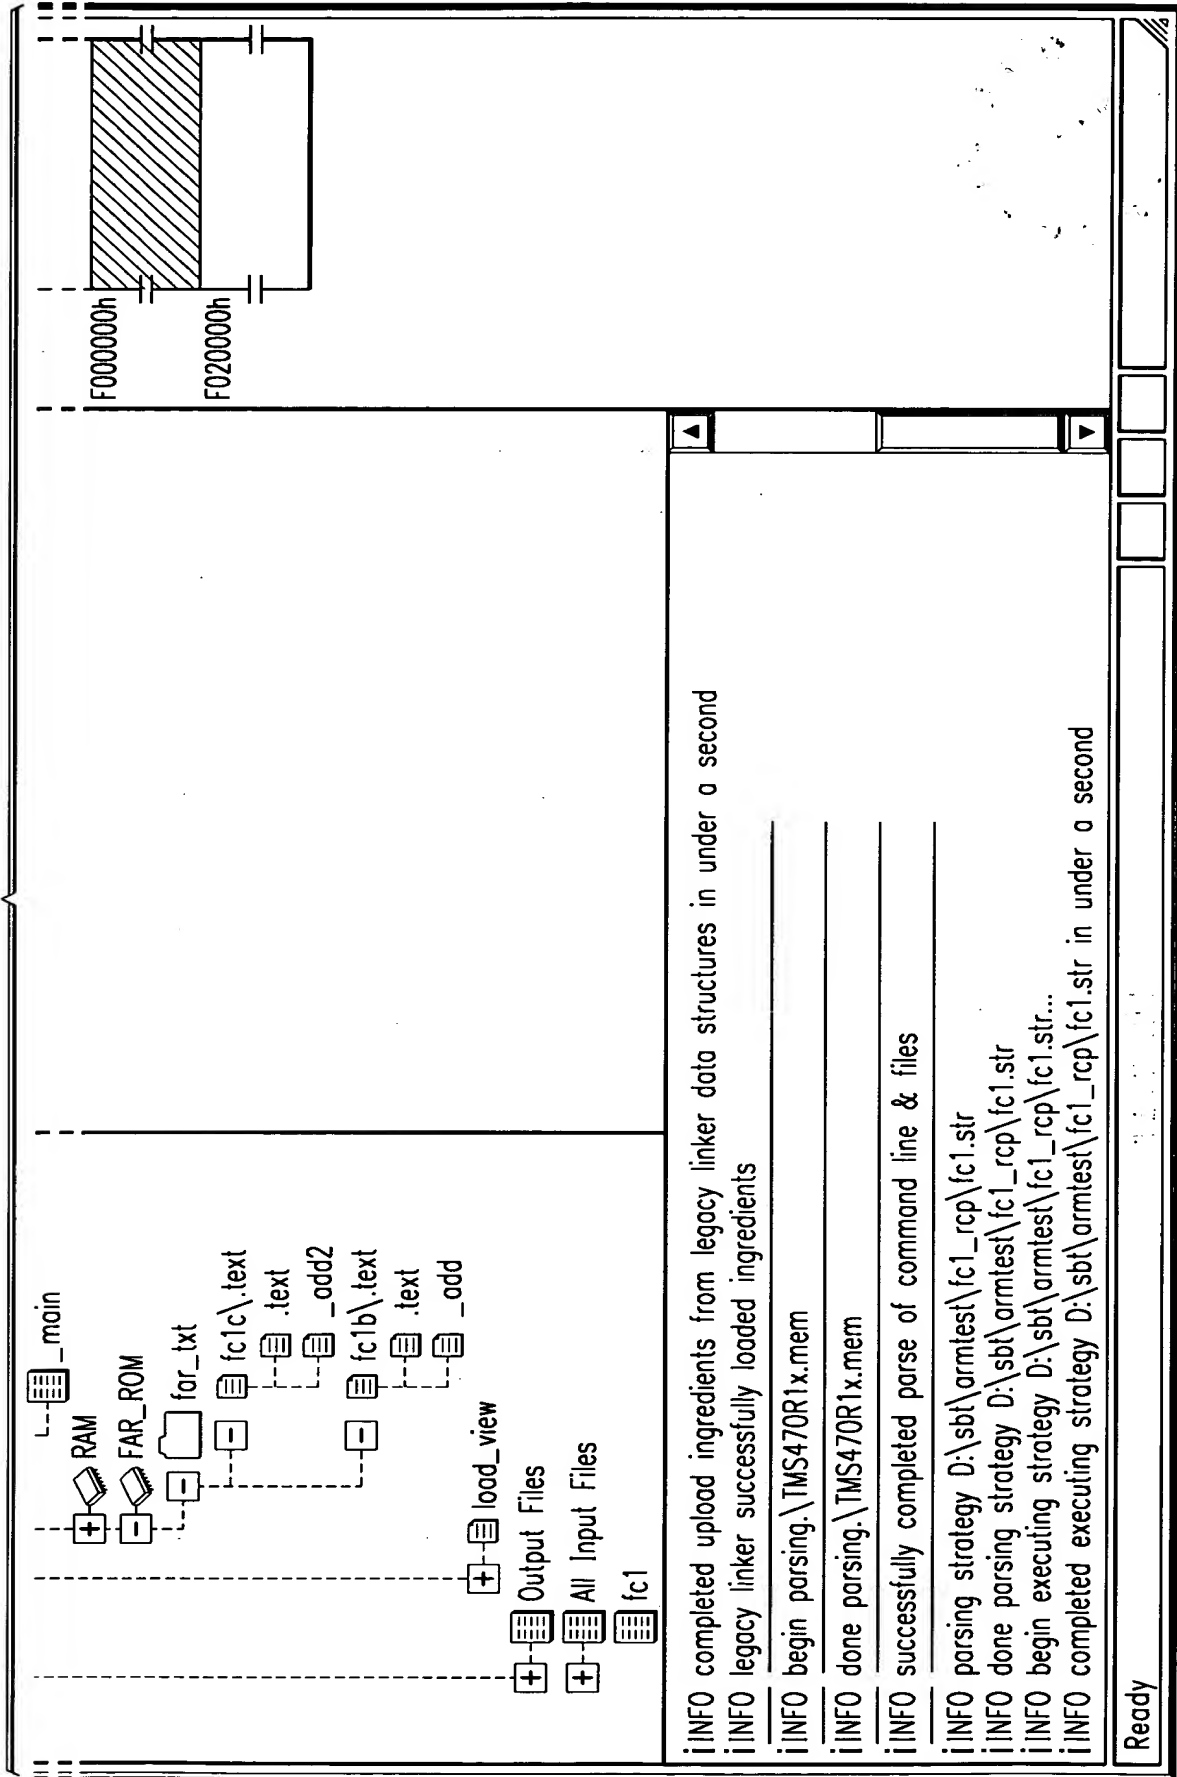 _main
RAM
FAR_ROM
far_txt
fc1c\.text
.text
_add2
fc1b\.text
.text
_add
load_view
Output Files
All Input Files
fc1
F000000h
F020000h
i INFO completed upload ingredients from legacy linker data structures in under a second
i INFO legacy linker successfully loaded ingredients
i INFO begin parsing.\TMS470R1x.mem
i INFO done parsing.\TMS470R1x.mem
i INFO successfully completed parse of command line & files
i INFO parsing strategy D:\sbt\armtest\fc1_rcp\fc1.str
i INFO done parsing strategy D:\sbt\armtest\fc1_rcp\fc1.str
i INFO begin executing strategy D:\sbt\armtest\fc1_rcp\fc1.str...
i INFO completed executing strategy D:\sbt\armtest\fc1_rcp\fc1.str in under a second
Ready